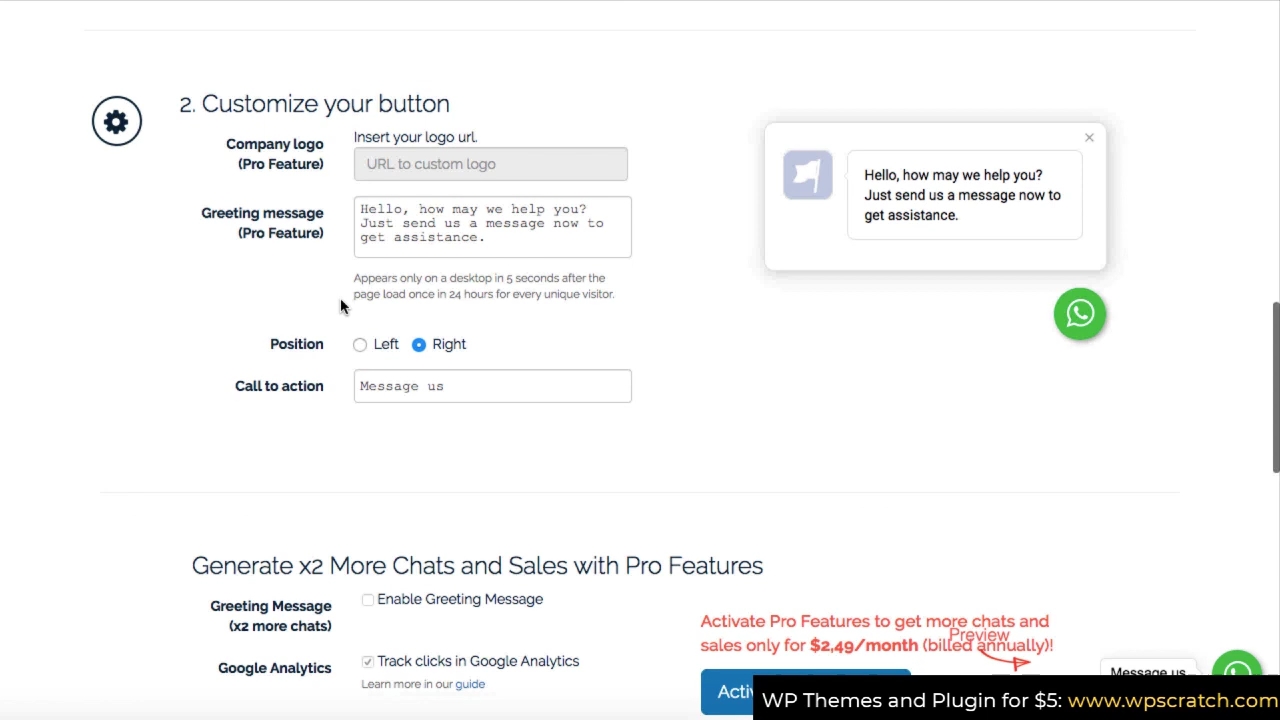 2. Customize your button
Company logo
(Pro Feature)
Insert your logo url.
URL to custom logo
Greeting message
(Pro Feature)
Hello, how may we help you?
Just send us a message now to
get assistance.
Appears only on a desktop in 5 seconds after the
page load once in 24 hours for every unique visitor.
Position
Left
Right
Call to action
Message us
Hello, how may we help you?
Just send us a message now to
get assistance.
Generate x2 More Chats and Sales with Pro Features
Greeting Message
(x2 more chats)
Enable Greeting Message
Google Analytics
Track clicks in Google Analytics
Learn more in our guide
Activate Pro Features to get more chats and
sales only for $2,49/month (billed annually)!
Preview
Message us
WP Themes and Plugin for $5: www.wpscratch.com